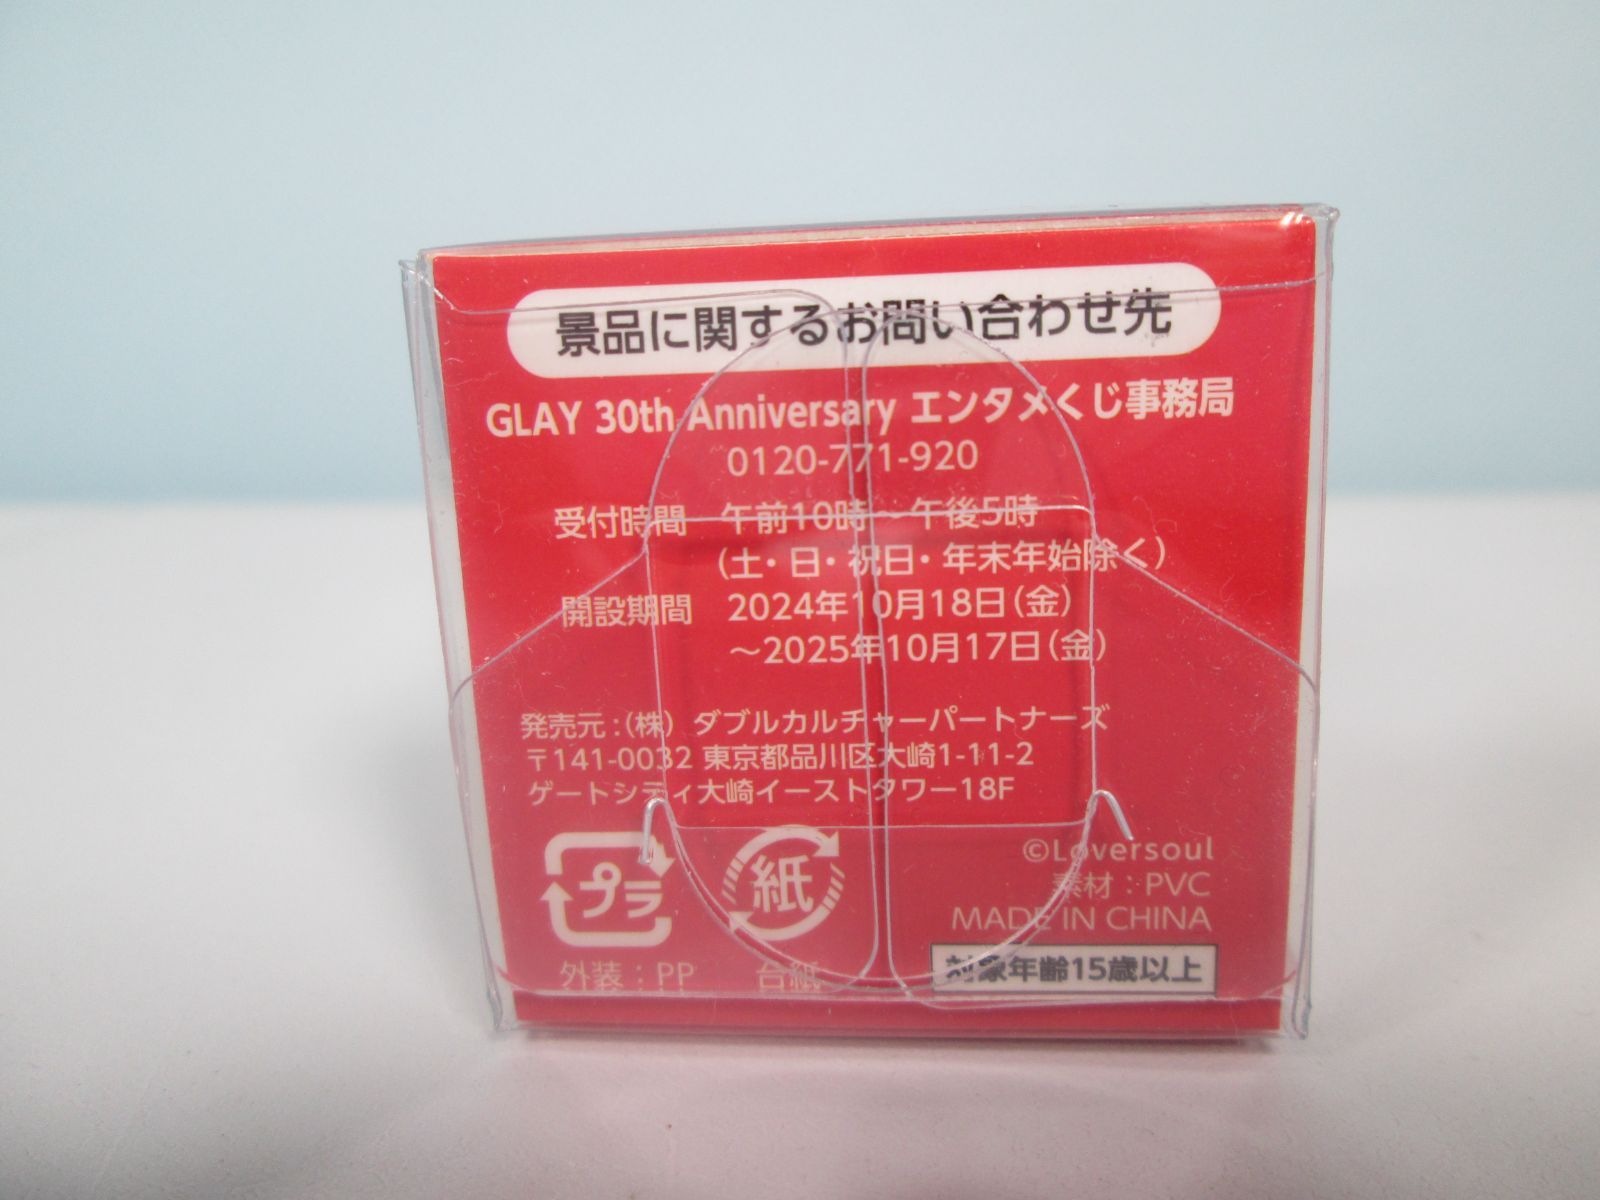 景品に関するお問い合わせ先
GLAY 30th Anniversary エンタメくじ事務局
0120-771-920
受付時間 午前10時～午後5時
(土・日・祝日・年末年始除く)
開設期間 2024年10月18日(金)
～2025年10月17日(金)
発売元:(株) ダブルカルチャーパートナーズ
〒141-0032 東京都品川区大崎1-11-2
ゲートシティ大崎イーストタワー18F
プラ
紙
外装:PP 台紙
©Loversoul
素材:PVC
MADE IN CHINA
対象年齢15歳以上